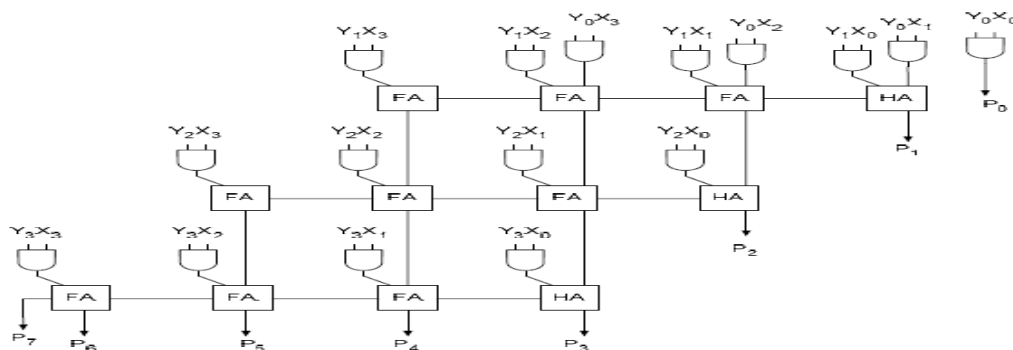 Y₁X₃ Y₁X₂ Y₀X₃ Y₁X₁ Y₀X₂ Y₁X₀ Y₀X₁ Y₀X₀
FA FA FA HA P₀
P₁
Y₂X₃ Y₂X₂ Y₂X₁ Y₂X₀
FA FA FA HA
P₂
Y₃X₃ Y₃X₂ Y₃X₁ Y₃X₀
FA FA FA HA
P₇ P₆ P₅ P₄ P₃